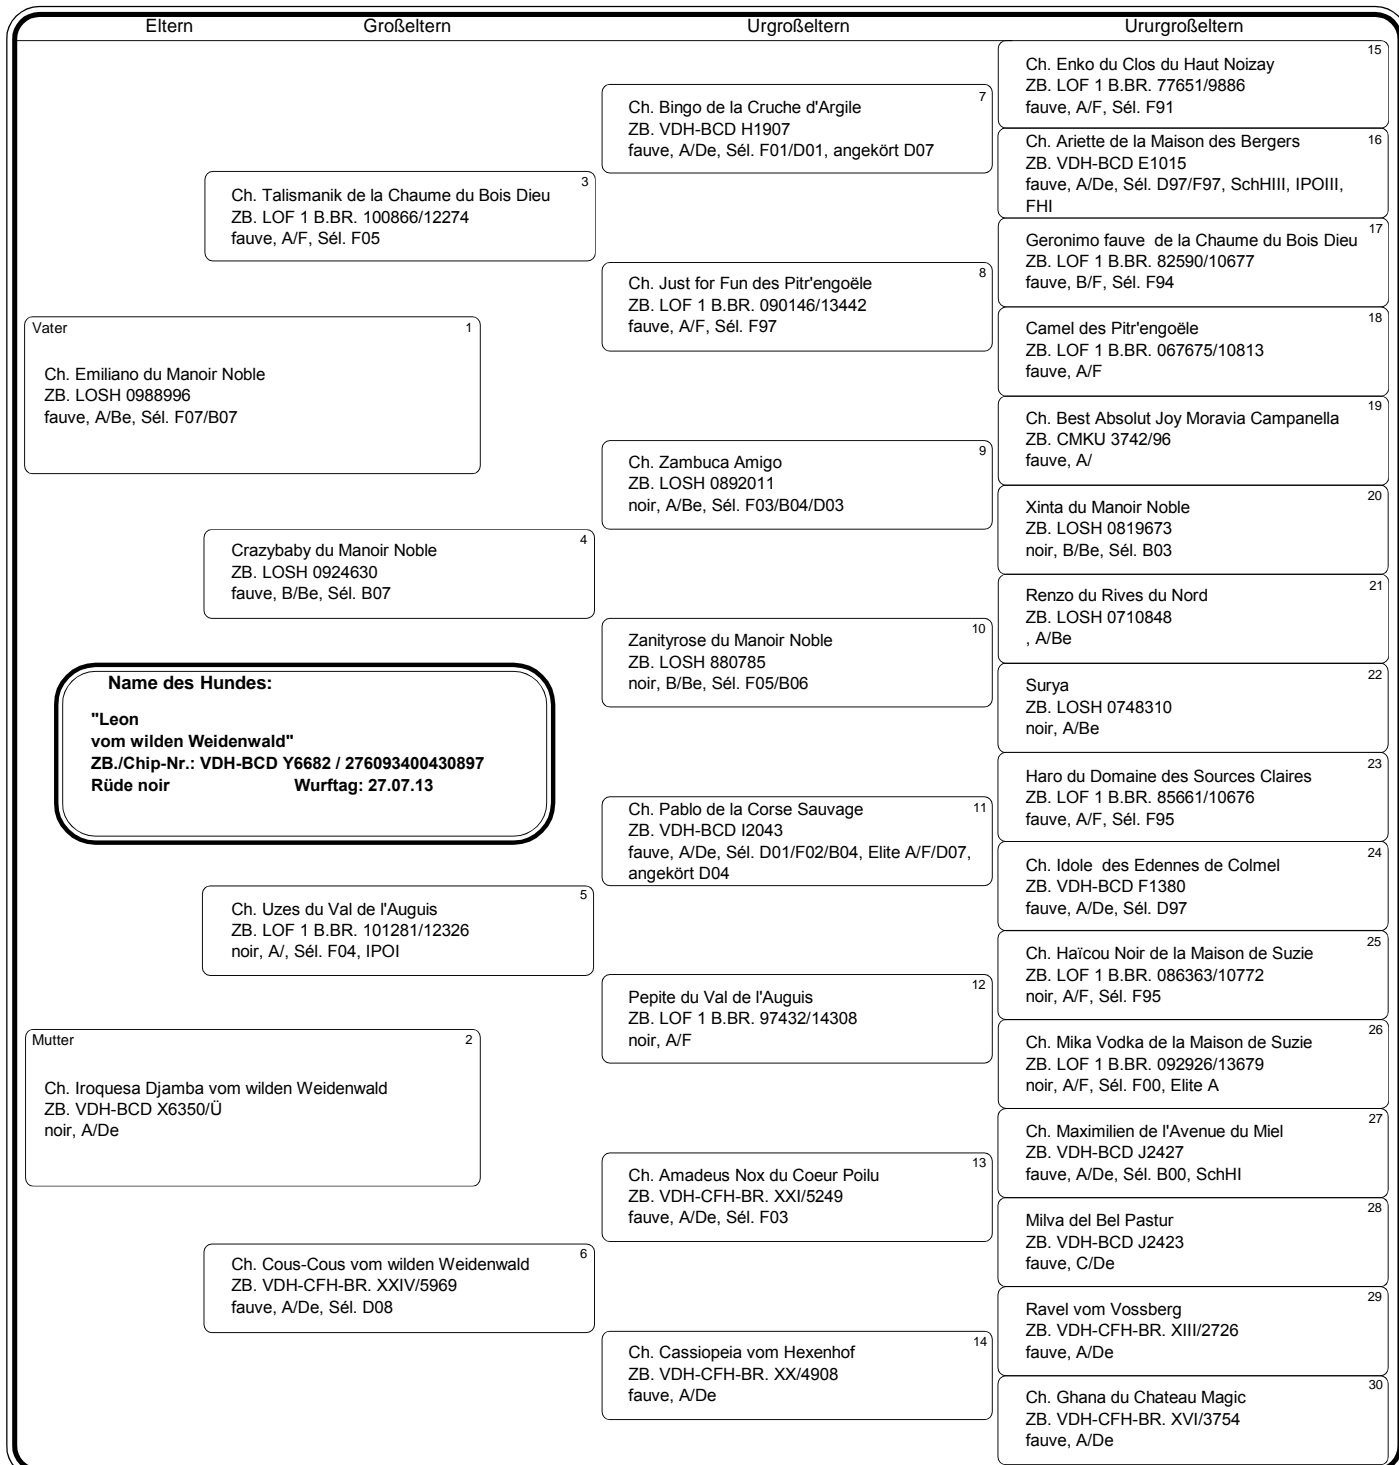 Eltern Großeltern Urgroßeltern Ururgroßeltern
Vater 1
Ch. Emiliano du Manoir Noble
ZB. LOSH 0988996
fauve, A/Be, Sél. F07/B07
Name des Hundes:
"Leon
vom wilden Weidenwald"
ZB./Chip-Nr.: VDH-BCD Y6682 / 276093400430897
Rüde noir Wurftag: 27.07.13
Mutter 2
Ch. Iroquesa Djamba vom wilden Weidenwald
ZB. VDH-BCD X6350/Ü
noir, A/De
3
Ch. Talismanik de la Chaume du Bois Dieu
ZB. LOF 1 B.BR. 100866/12274
fauve, A/F, Sél. F05
4
Crazybaby du Manoir Noble
ZB. LOSH 0924630
fauve, B/Be, Sél. B07
5
Ch. Uzes du Val de l'Auguis
ZB. LOF 1 B.BR. 101281/12326
noir, A/, Sél. F04, IPOI
6
Ch. Cous-Cous vom wilden Weidenwald
ZB. VDH-CFH-BR. XXIV/5969
fauve, A/De, Sél. D08
7
Ch. Bingo de la Cruche d'Argile
ZB. VDH-BCD H1907
fauve, A/De, Sél. F01/D01, angekört D07
8
Ch. Just for Fun des Pitr'engoële
ZB. LOF 1 B.BR. 090146/13442
fauve, A/F, Sél. F97
9
Ch. Zambuca Amigo
ZB. LOSH 0892011
noir, A/Be, Sél. F03/B04/D03
10
Zanityrose du Manoir Noble
ZB. LOSH 880785
noir, B/Be, Sél. F05/B06
11
Ch. Pablo de la Corse Sauvage
ZB. VDH-BCD I2043
fauve, A/De, Sél. D01/F02/B04, Elite A/F/D07,
angekört D04
12
Pepite du Val de l'Auguis
ZB. LOF 1 B.BR. 97432/14308
noir, A/F
13
Ch. Amadeus Nox du Coeur Poilu
ZB. VDH-CFH-BR. XXI/5249
fauve, A/De, Sél. F03
14
Ch. Cassiopeia vom Hexenhof
ZB. VDH-CFH-BR. XX/4908
fauve, A/De
15
Ch. Enko du Clos du Haut Noizay
ZB. LOF 1 B.BR. 77651/9886
fauve, A/F, Sél. F91
16
Ch. Ariette de la Maison des Bergers
ZB. VDH-BCD E1015
fauve, A/De, Sél. D97/F97, SchHIII, IPOIII,
FHI
17
Geronimo fauve de la Chaume du Bois Dieu
ZB. LOF 1 B.BR. 82590/10677
fauve, B/F, Sél. F94
18
Camel des Pitr'engoële
ZB. LOF 1 B.BR. 067675/10813
fauve, A/F
19
Ch. Best Absolut Joy Moravia Campanella
ZB. CMKU 3742/96
fauve, A/
20
Xinta du Manoir Noble
ZB. LOSH 0819673
noir, B/Be, Sél. B03
21
Renzo du Rives du Nord
ZB. LOSH 0710848
, A/Be
22
Surya
ZB. LOSH 0748310
noir, A/Be
23
Haro du Domaine des Sources Claires
ZB. LOF 1 B.BR. 85661/10676
fauve, A/F, Sél. F95
24
Ch. Idole des Edennes de Colmel
ZB. VDH-BCD F1380
fauve, A/De, Sél. D97
25
Ch. Haïcou Noir de la Maison de Suzie
ZB. LOF 1 B.BR. 086363/10772
noir, A/F, Sél. F95
26
Ch. Mika Vodka de la Maison de Suzie
ZB. LOF 1 B.BR. 092926/13679
noir, A/F, Sél. F00, Elite A
27
Ch. Maximilien de l'Avenue du Miel
ZB. VDH-BCD J2427
fauve, A/De, Sél. B00, SchHI
28
Milva del Bel Pastur
ZB. VDH-BCD J2423
fauve, C/De
29
Ravel vom Vossberg
ZB. VDH-CFH-BR. XIII/2726
fauve, A/De
30
Ch. Ghana du Chateau Magic
ZB. VDH-CFH-BR. XVI/3754
fauve, A/De